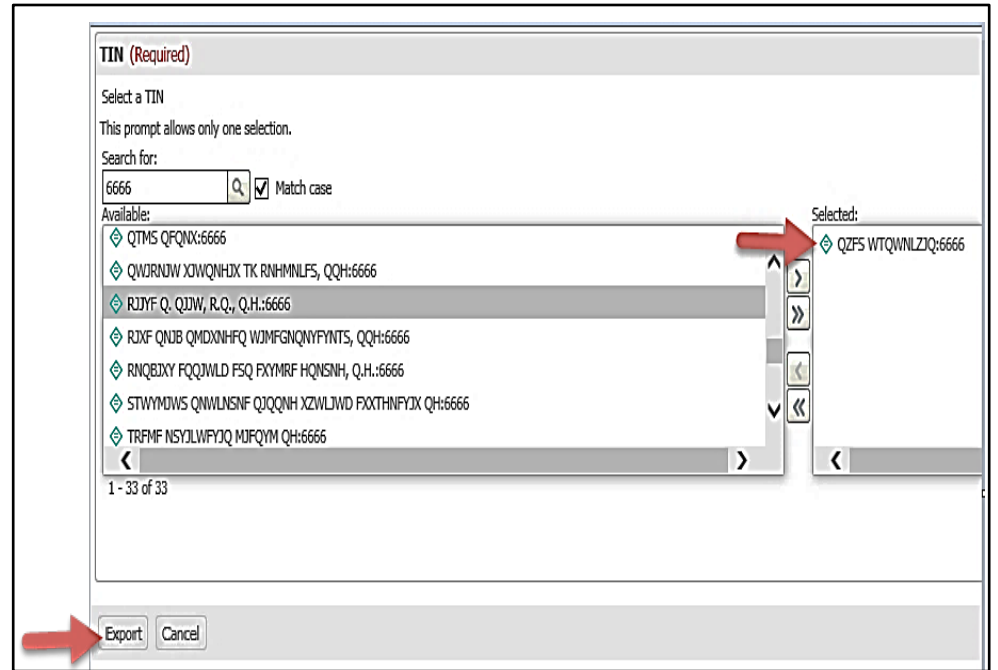 TIN (Required)
Select a TIN
This prompt allows only one selection.
Search for:
6666
Match case
Available:
QTMS QFQNX:6666
QWJRNJW XJWQNHJX TK RNHMNLFS, QQH:6666
RJJYF Q. QJJW, R.Q., Q.H.:6666
RJXF QNJB QMDXNHFQ WJMFGNQNYFYNTS, QQH:6666
RNQBJXY FQQJWLD FSQ FXYMRF HQNSNH, Q.H.:6666
STWYMJWS QNWLNSNF QJQQNH XZWLJWD FXXTHNFYJX QH:6666
TRFMF NSYJLWFYJQ MJFQYM QH:6666
1 - 33 of 33
Selected:
QZFS WTQWNLZJQ:6666
Export
Cancel